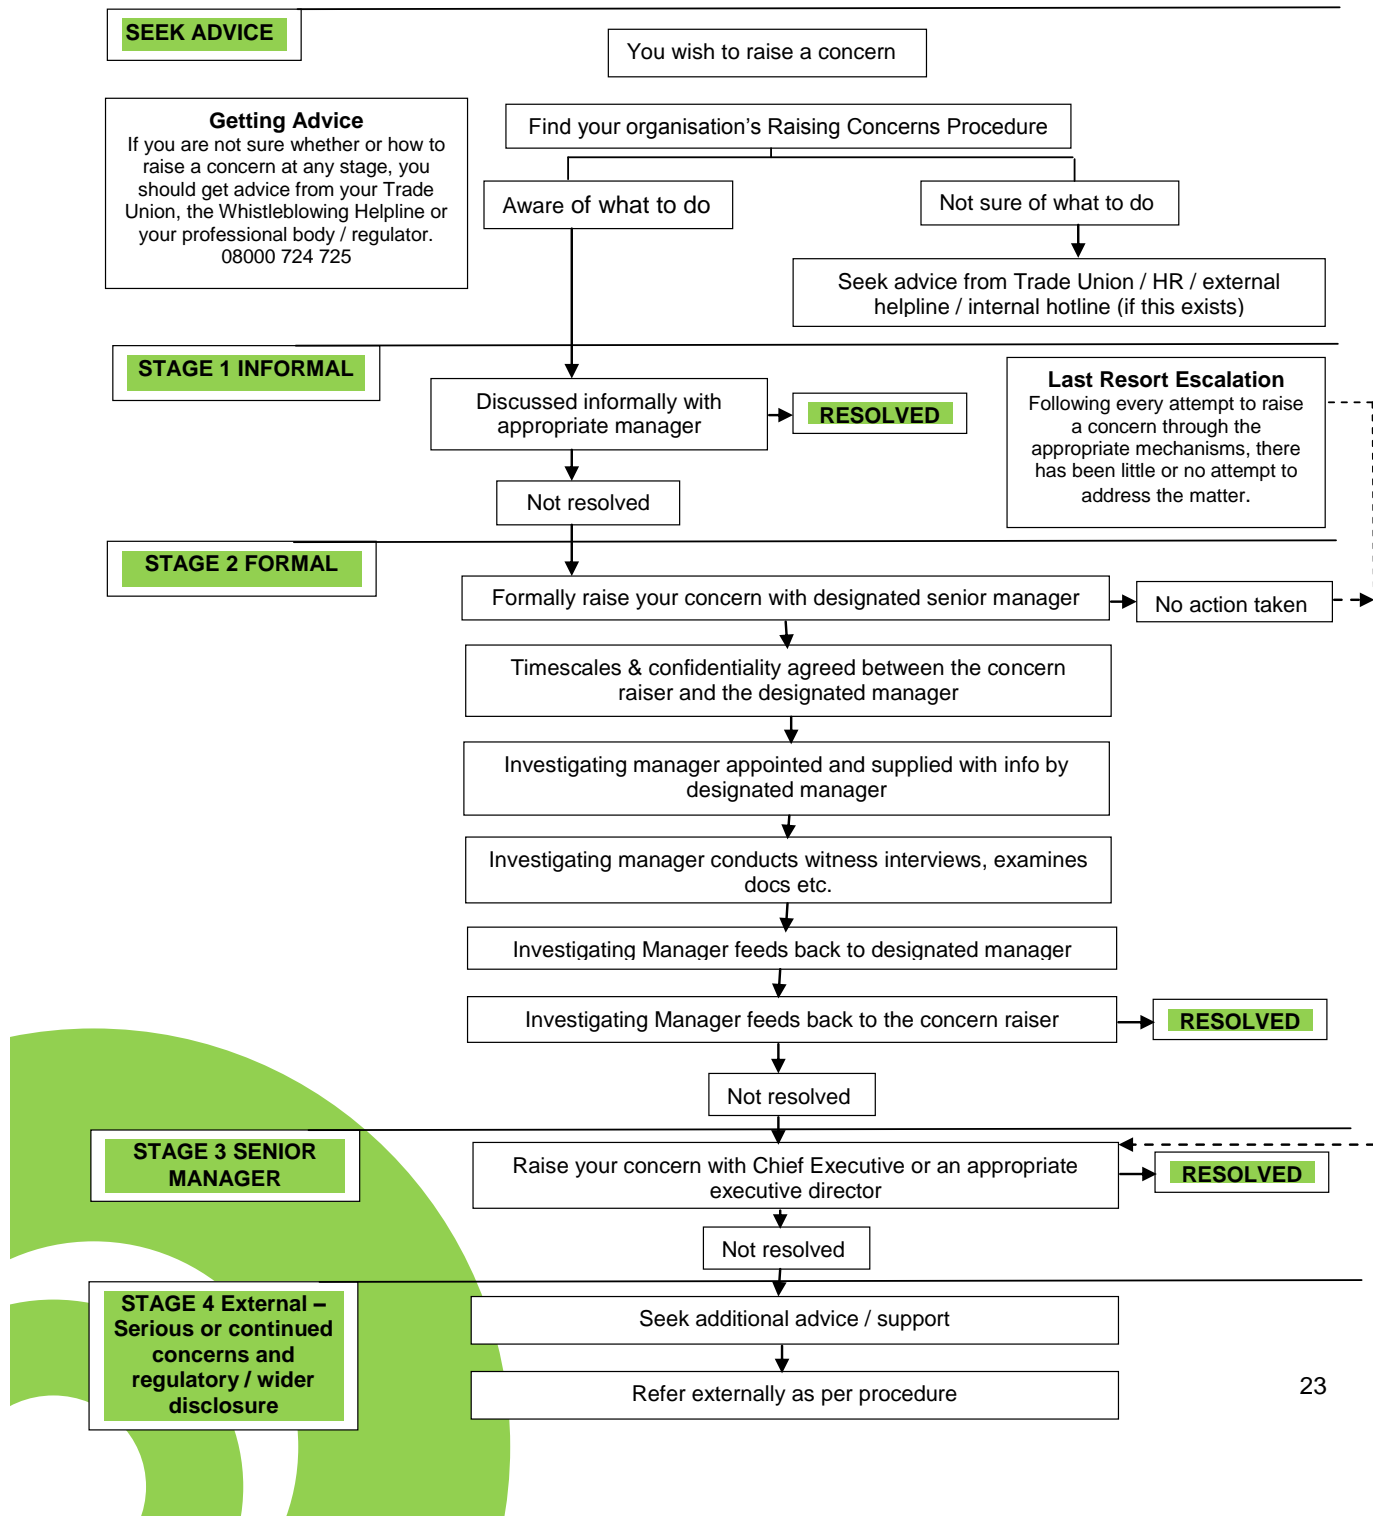 SEEK ADVICE
You wish to raise a concern
Getting Advice
If you are not sure whether or how to
raise a concern at any stage, you
should get advice from your Trade
Union, the Whistleblowing Helpline or
your professional body / regulator.
08000 724 725
Find your organisation’s Raising Concerns Procedure
Aware of what to do
Not sure of what to do
Seek advice from Trade Union / HR / external
helpline / internal hotline (if this exists)
STAGE 1 INFORMAL
Discussed informally with
appropriate manager
RESOLVED
Last Resort Escalation
Following every attempt to raise
a concern through the
appropriate mechanisms, there
has been little or no attempt to
address the matter.
Not resolved
STAGE 2 FORMAL
Formally raise your concern with designated senior manager
No action taken
Timescales & confidentiality agreed between the concern
raiser and the designated manager
Investigating manager appointed and supplied with info by
designated manager
Investigating manager conducts witness interviews, examines
docs etc.
Investigating Manager feeds back to designated manager
Investigating Manager feeds back to the concern raiser
RESOLVED
Not resolved
STAGE 3 SENIOR
MANAGER
Raise your concern with Chief Executive or an appropriate
executive director
RESOLVED
Not resolved
STAGE 4 External –
Serious or continued
concerns and
regulatory / wider
disclosure
Seek additional advice / support
Refer externally as per procedure
23